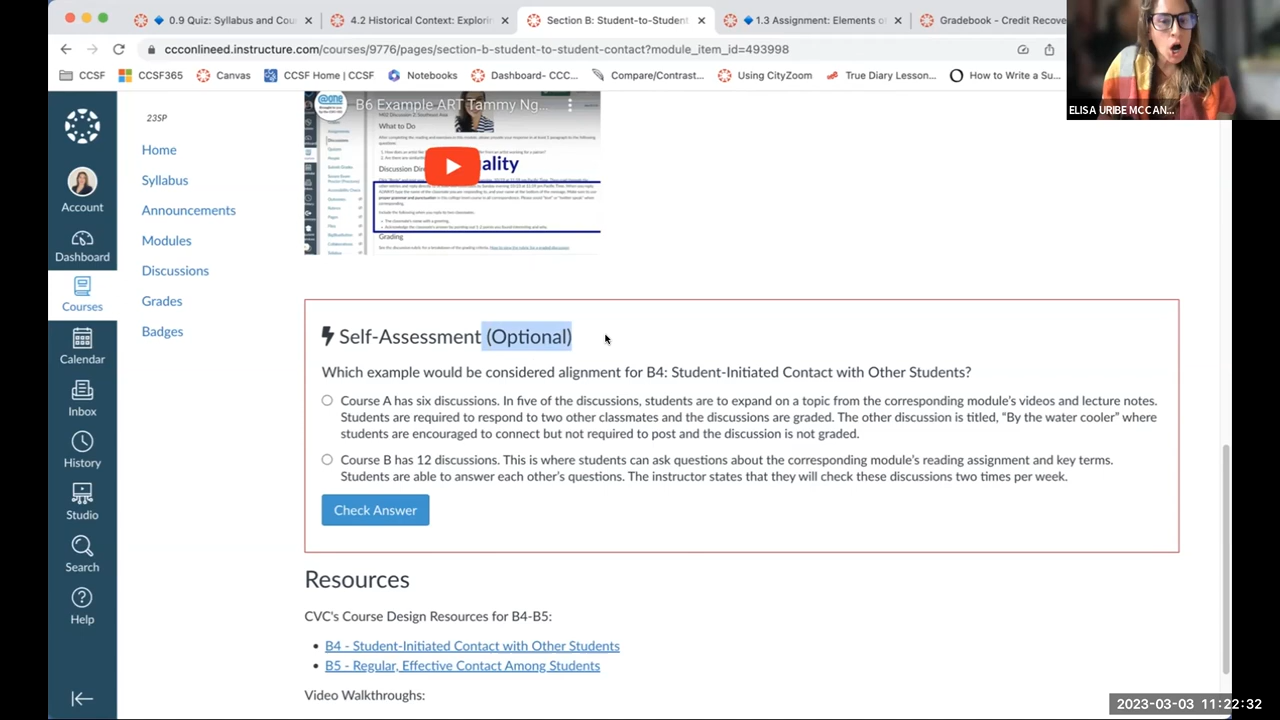 0.9 Quiz: Syllabus and Cou
4.2 Historical Context: Explorin
Section B: Student-to-Student
1.3 Assignment: Elements o
Gradebook - Credit Recove
ccconlineed.instructure.com/courses/9776/pages/section-b-student-to-student-contact?module_item_id=493998
CCSF
CCSF365
Canvas
CCSF Home | CCSF
Notebooks
Dashboard- CCC...
Compare/Contrast...
Using CityZoom
True Diary Lesson...
How to Write a Su...
ELISA URIBE MCCAN...
Account
Dashboard
Courses
Calendar
Inbox
History
Studio
Search
Help
23SP
Home
Syllabus
Announcements
Modules
Discussions
Grades
Badges
@one
B6 Example ART Tammy Ng...
What to Do
uality
Grading
Self-Assessment (Optional)
Which example would be considered alignment for B4: Student-Initiated Contact with Other Students?
Course A has six discussions. In five of the discussions, students are to expand on a topic from the corresponding module's videos and lecture notes.
Students are required to respond to two other classmates and the discussions are graded. The other discussion is titled, "By the water cooler" where
students are encouraged to connect but not required to post and the discussion is not graded.
Course B has 12 discussions. This is where students can ask questions about the corresponding module's reading assignment and key terms.
Students are able to answer each other's questions. The instructor states that they will check these discussions two times per week.
Check Answer
Resources
CVC's Course Design Resources for B4-B5:
B4 - Student-Initiated Contact with Other Students
B5 - Regular, Effective Contact Among Students
Video Walkthroughs:
2023-03-03 11:22:32